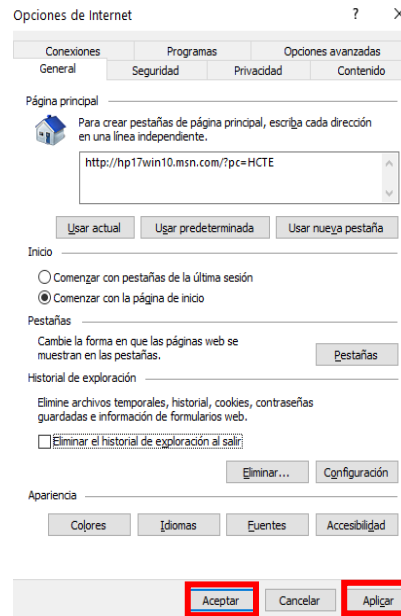 Opciones de Internet ? X
Conexiones Programas Opciones avanzadas
General Seguridad Privacidad Contenido
Página principal
Para crear pestañas de página principal, escriba cada dirección
en una línea independiente.
http://hp17win10.msn.com/?pc=HCTE
Usar actual Usar predeterminada Usar nueva pestaña
Inicio
Comenzar con pestañas de la última sesión
Comenzar con la página de inicio
Pestañas
Cambie la forma en que las páginas web se
muestran en las pestañas.
Pestañas
Historial de exploración
Elimine archivos temporales, historial, cookies, contraseñas
guardadas e información de formularios web.
Eliminar el historial de exploración al salir
Eliminar... Configuración
Apariencia
Colores Idiomas Fuentes Accesibilidad
Aceptar Cancelar Aplicar